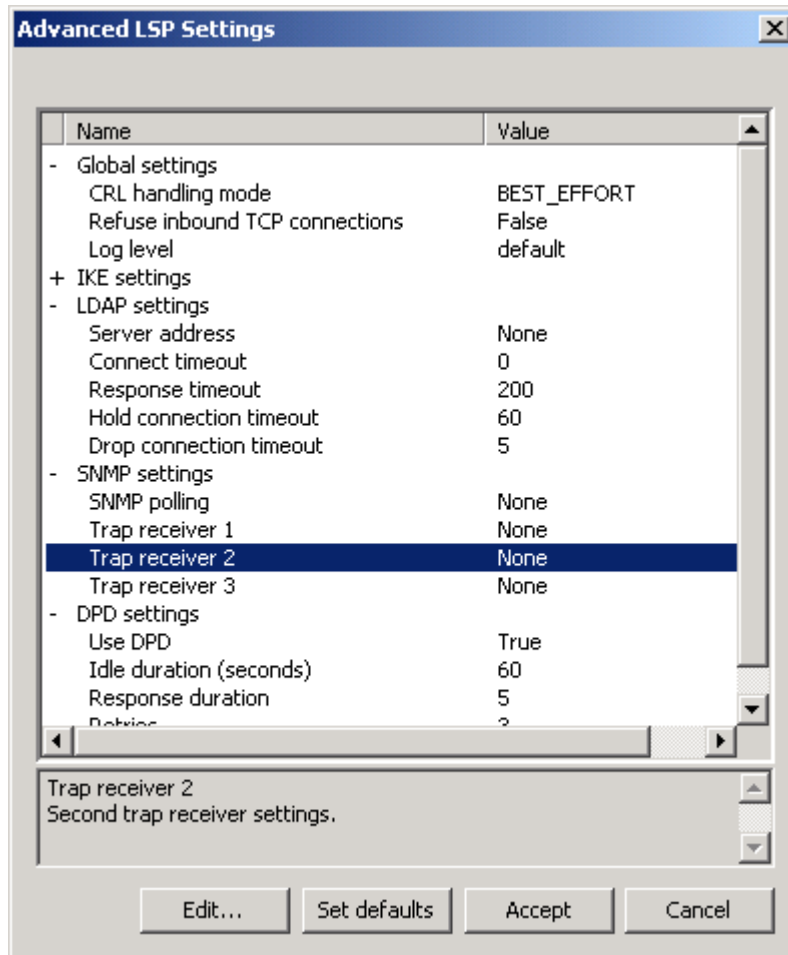 Advanced LSP Settings
Name Value
- Global settings
CRL handling mode BEST_EFFORT
Refuse inbound TCP connections False
Log level default
+ IKE settings
- LDAP settings
Server address None
Connect timeout 0
Response timeout 200
Hold connection timeout 60
Drop connection timeout 5
- SNMP settings
SNMP polling None
Trap receiver 1 None
Trap receiver 2 None
Trap receiver 3 None
- DPD settings
Use DPD True
Idle duration (seconds) 60
Response duration 5
Retries
Trap receiver 2
Second trap receiver settings.
Edit... Set defaults Accept Cancel